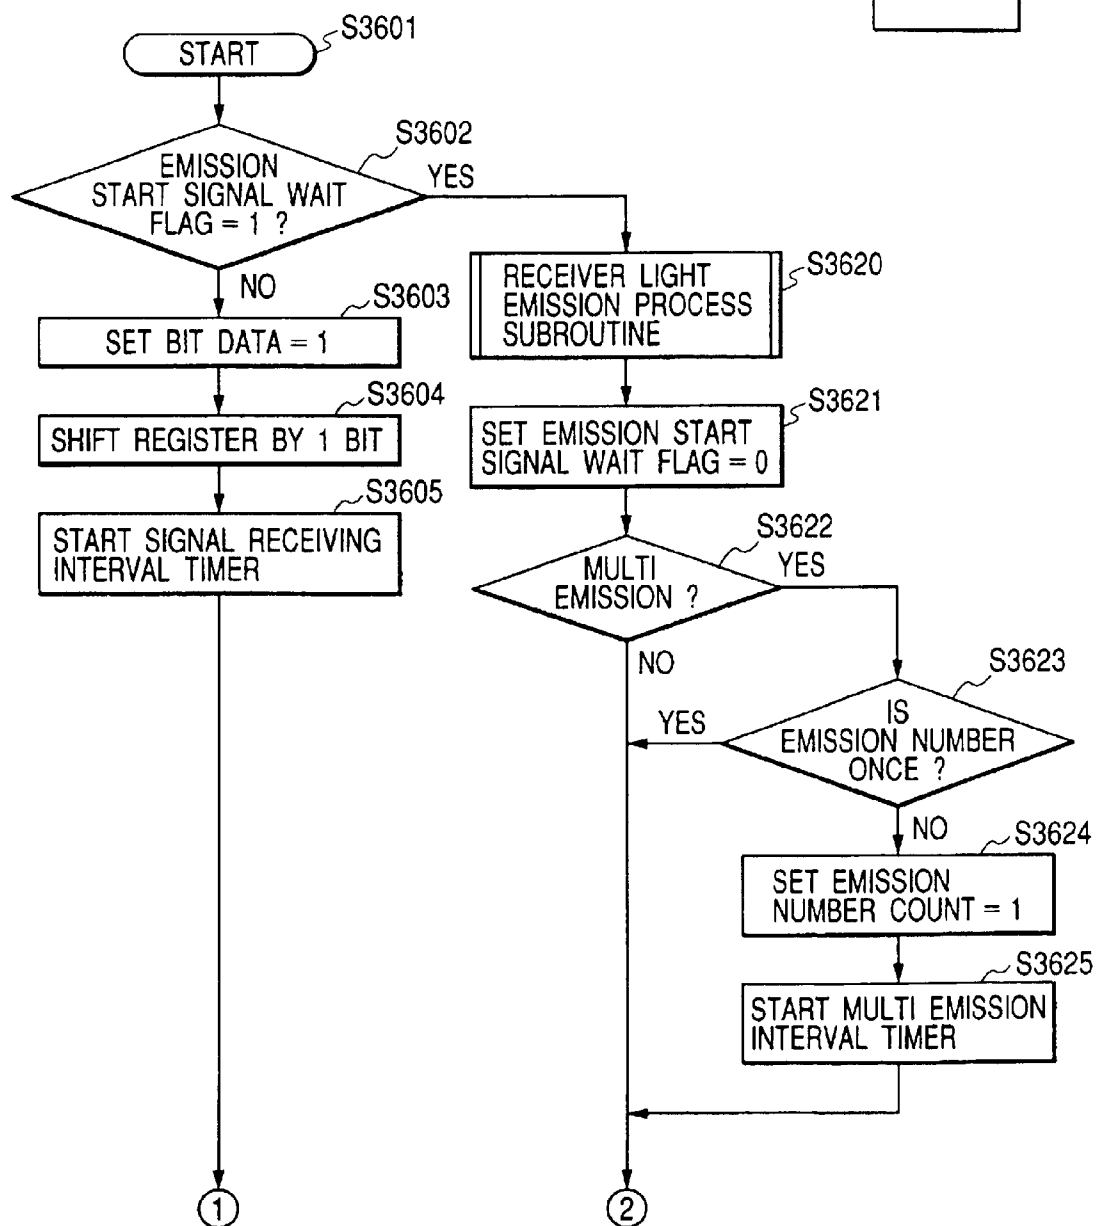 START
S3601
S3602
EMISSION
START SIGNAL WAIT
FLAG = 1 ?
YES
NO
S3603
SET BIT DATA = 1
S3604
SHIFT REGISTER BY 1 BIT
S3605
START SIGNAL RECEIVING
INTERVAL TIMER
1
S3620
RECEIVER LIGHT
EMISSION PROCESS
SUBROUTINE
S3621
SET EMISSION START
SIGNAL WAIT FLAG = 0
S3622
MULTI
EMISSION ?
YES
NO
S3623
IS
EMISSION NUMBER
ONCE ?
YES
NO
S3624
SET EMISSION
NUMBER COUNT = 1
S3625
START MULTI EMISSION
INTERVAL TIMER
2